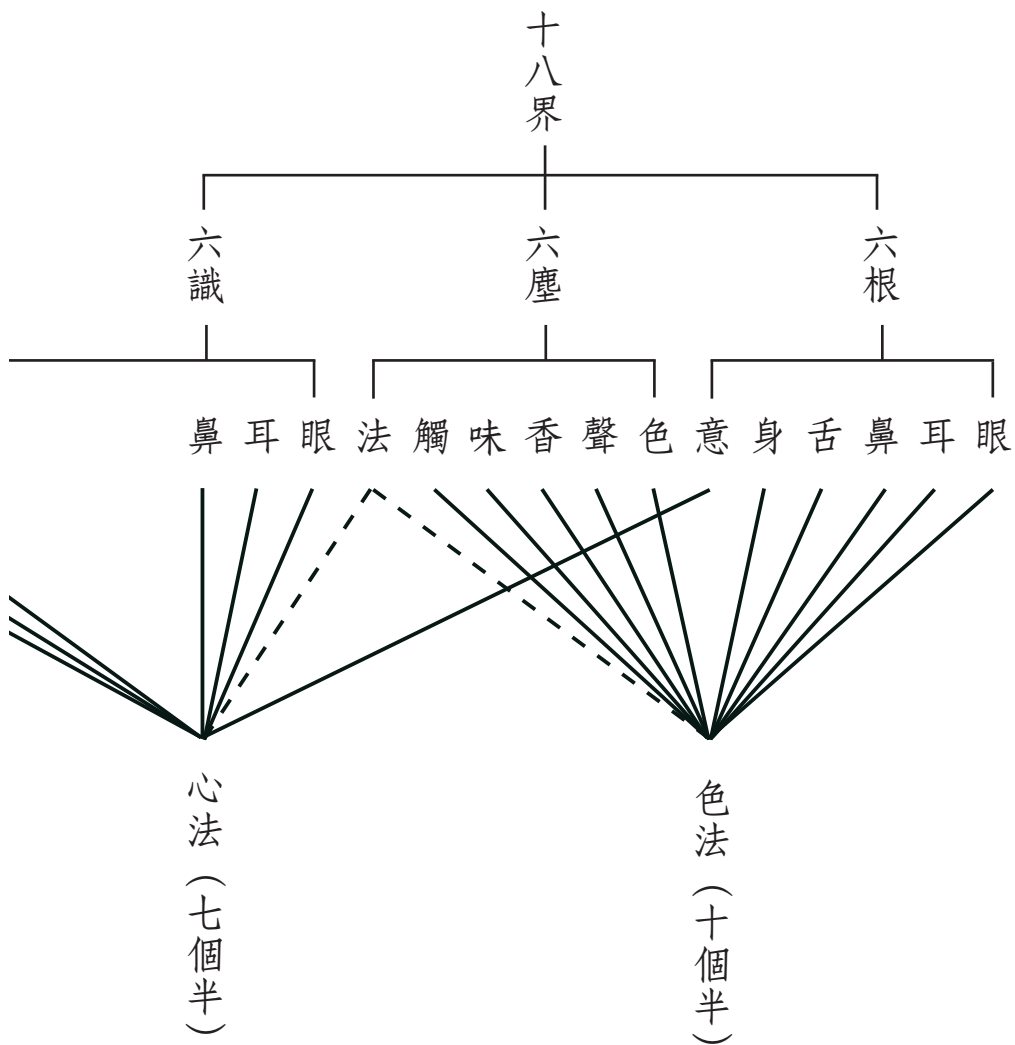 十八界
六根
六塵
六識
眼 耳 鼻 舌 身 意 色 聲 香 味 觸 法 眼 耳 鼻
色法（十個半）
心法（七個半）